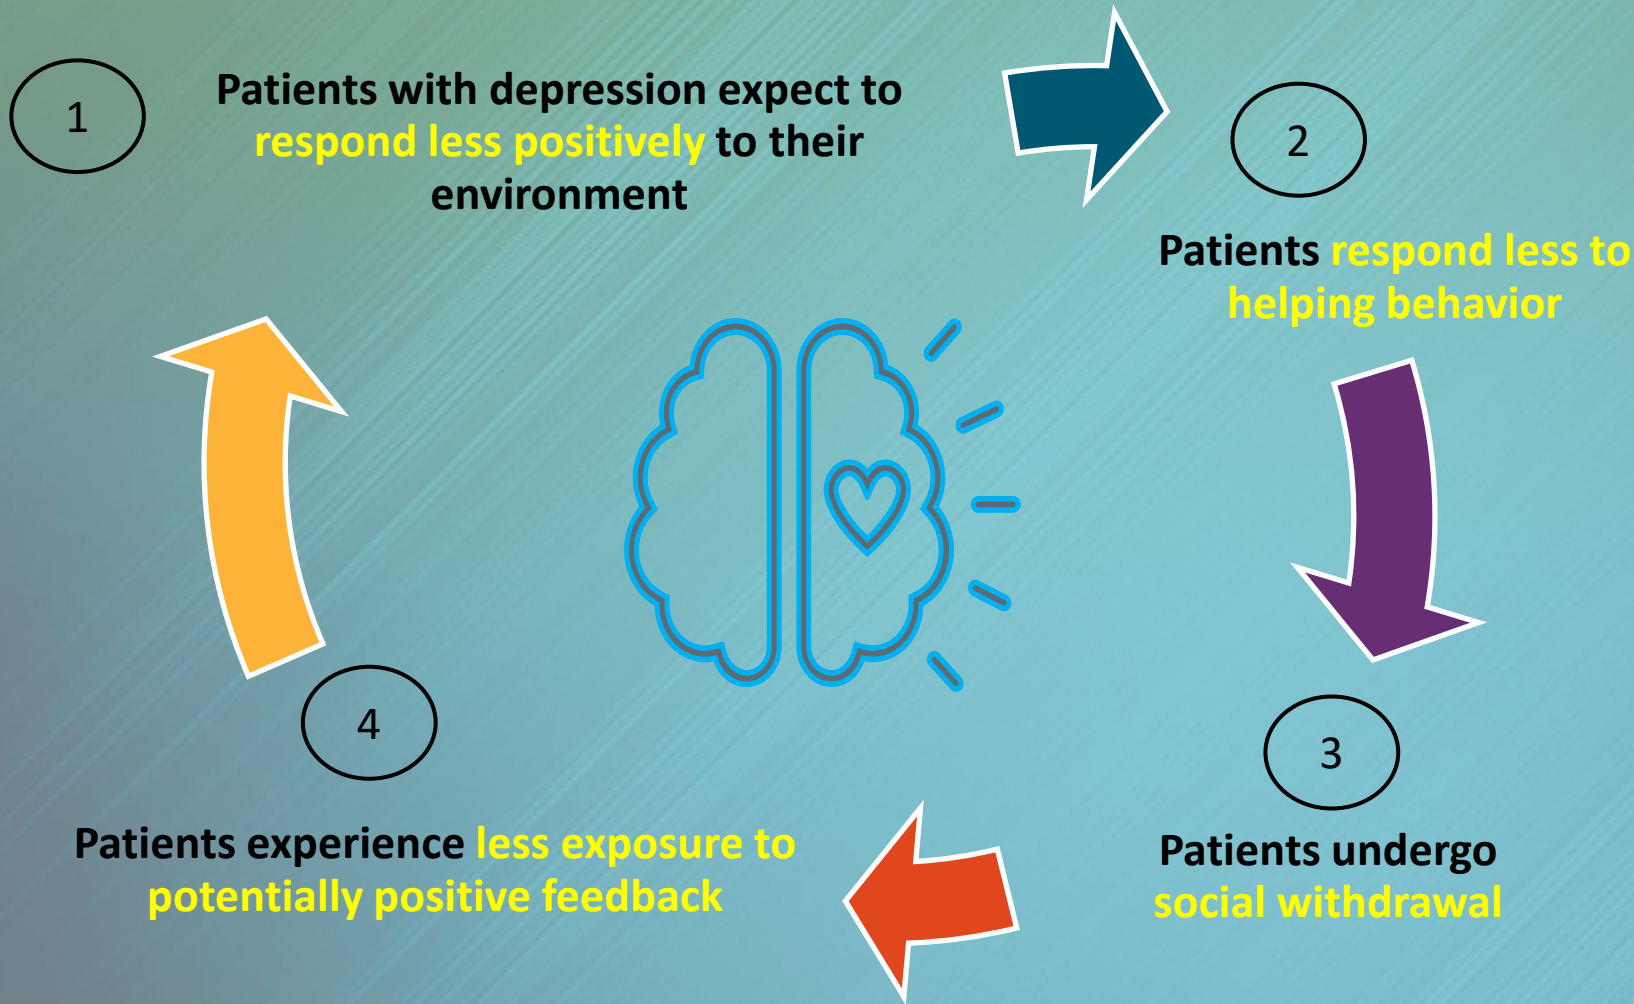 1
Patients with depression expect to
respond less positively to their
environment
2
Patients respond less to
helping behavior
3
Patients undergo
social withdrawal
4
Patients experience less exposure to
potentially positive feedback